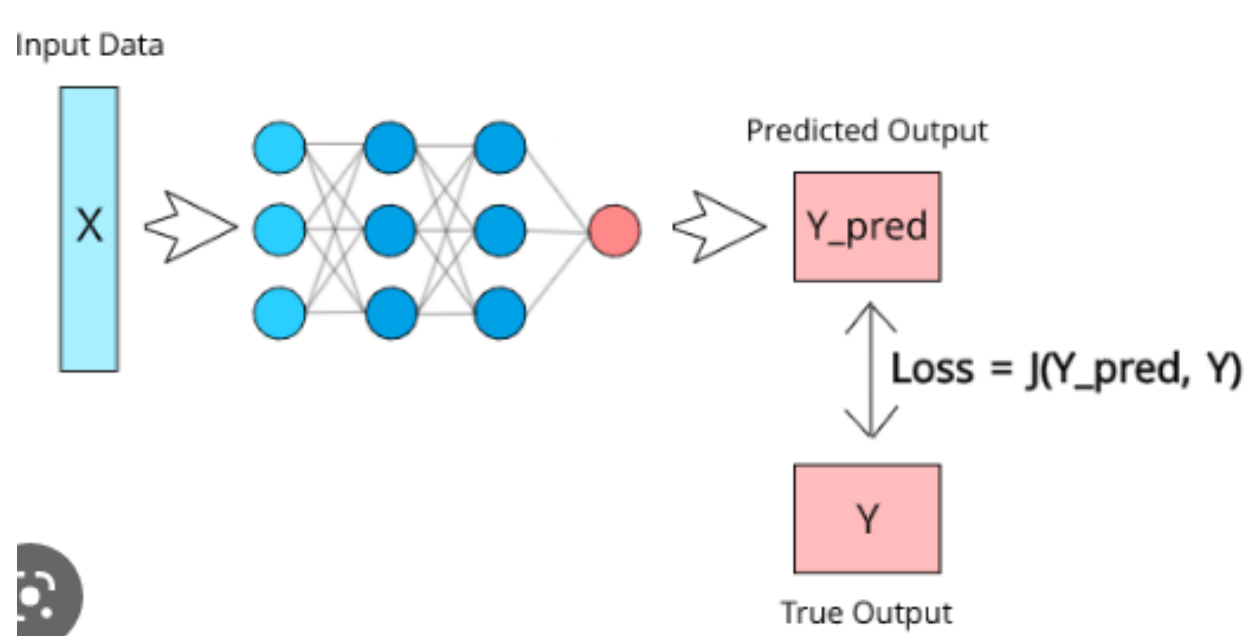 Input Data
X
Predicted Output
Y_pred
Loss = J(Y_pred, Y)
Y
True Output